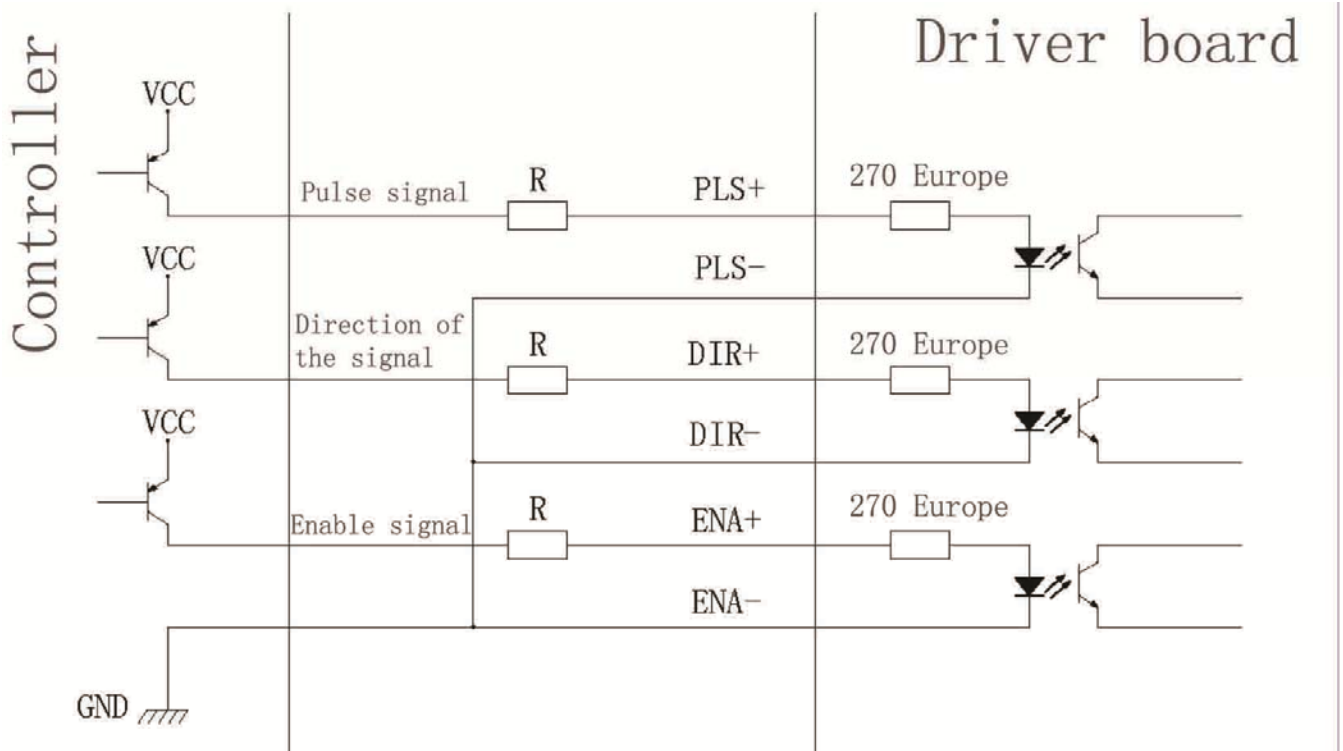 Controller
Driver board
VCC
Pulse signal
R
PLS+
270 Europe
PLS-
VCC
Direction of
the signal
R
DIR+
270 Europe
DIR-
VCC
Enable signal
R
ENA+
270 Europe
ENA-
GND